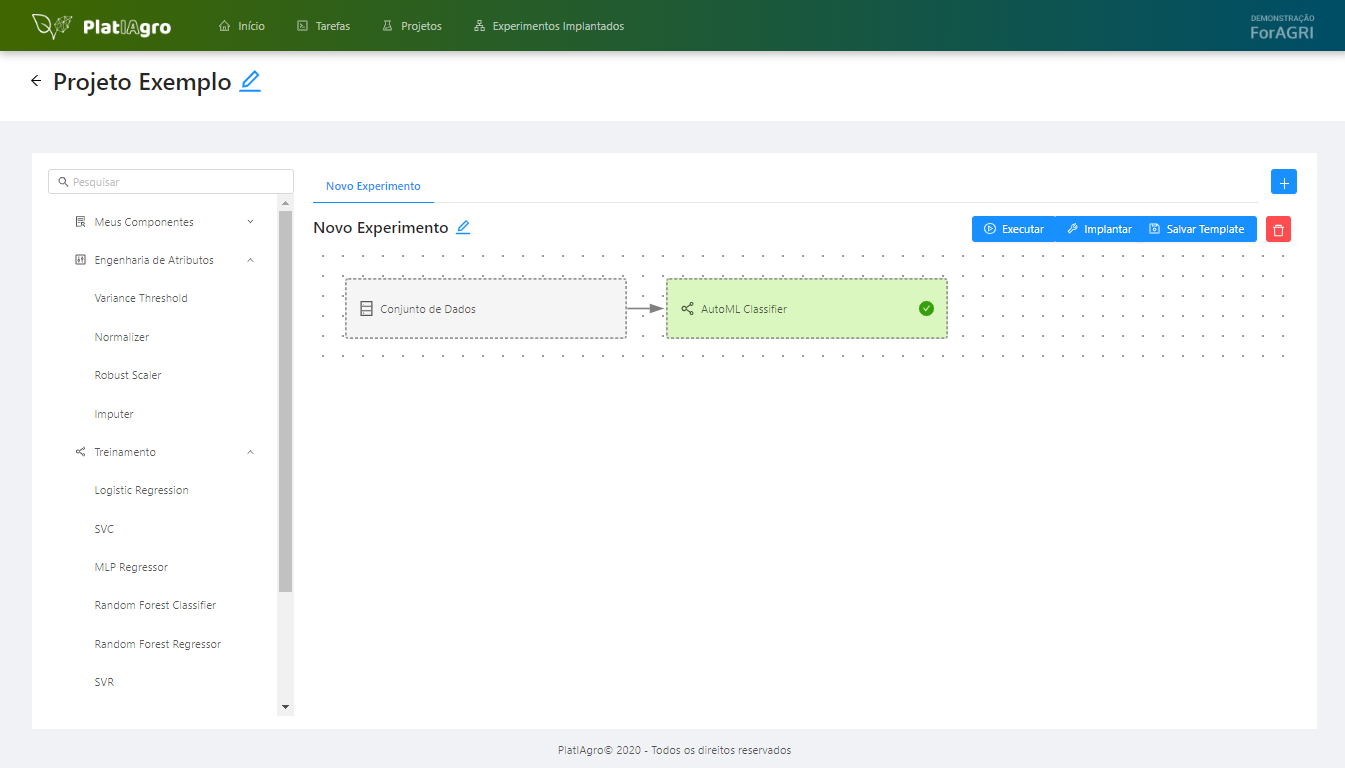 PlatIAgro
Início
Tarefas
Projetos
Experimentos Implantados
DEMONSTRAÇÃO
ForAGRI
Projeto Exemplo
Pesquisar
Meus Componentes
Engenharia de Atributos
Variance Threshold
Normalizer
Robust Scaler
Imputer
Treinamento
Logistic Regression
SVC
MLP Regressor
Random Forest Classifier
Random Forest Regressor
SVR
Novo Experimento
Novo Experimento
Executar
Implantar
Salvar Template
Conjunto de Dados
AutoML Classifier
PlatIAgro© 2020 - Todos os direitos reservados